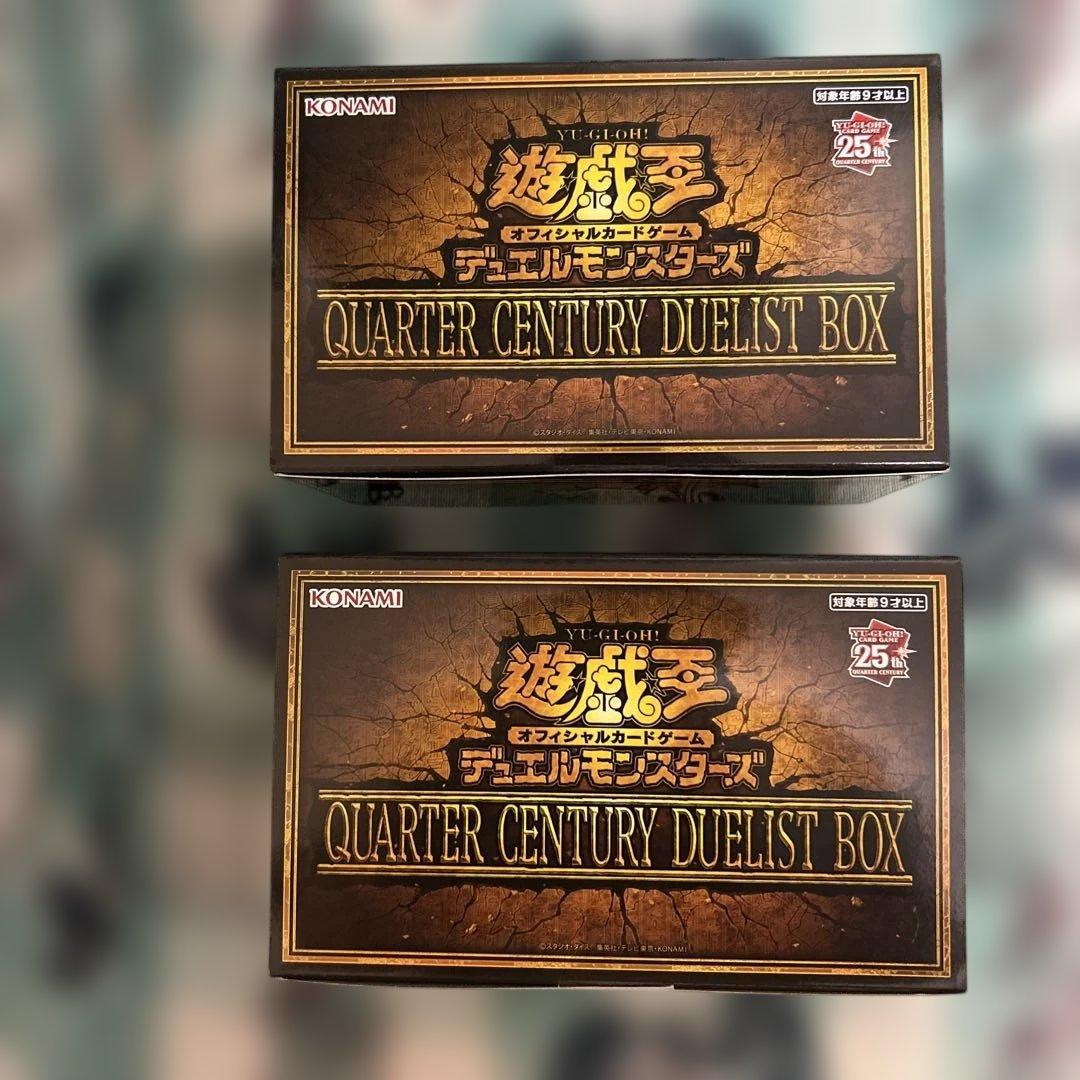 KONAMI
対象年齢9才以上
YU-GI-OH!
CARD GAME
25th
QUARTER CENTURY
YU-GI-OH!
遊戯王
オフィシャルカードゲーム
デュエルモンスターズ
QUARTER CENTURY DUELIST BOX
©スタジオ・ダイス/集英社・テレビ東京・KONAMI
KONAMI
対象年齢9才以上
YU-GI-OH!
CARD GAME
25th
QUARTER CENTURY
YU-GI-OH!
遊戯王
オフィシャルカードゲーム
デュエルモンスターズ
QUARTER CENTURY DUELIST BOX
©スタジオ・ダイス/集英社・テレビ東京・KONAMI